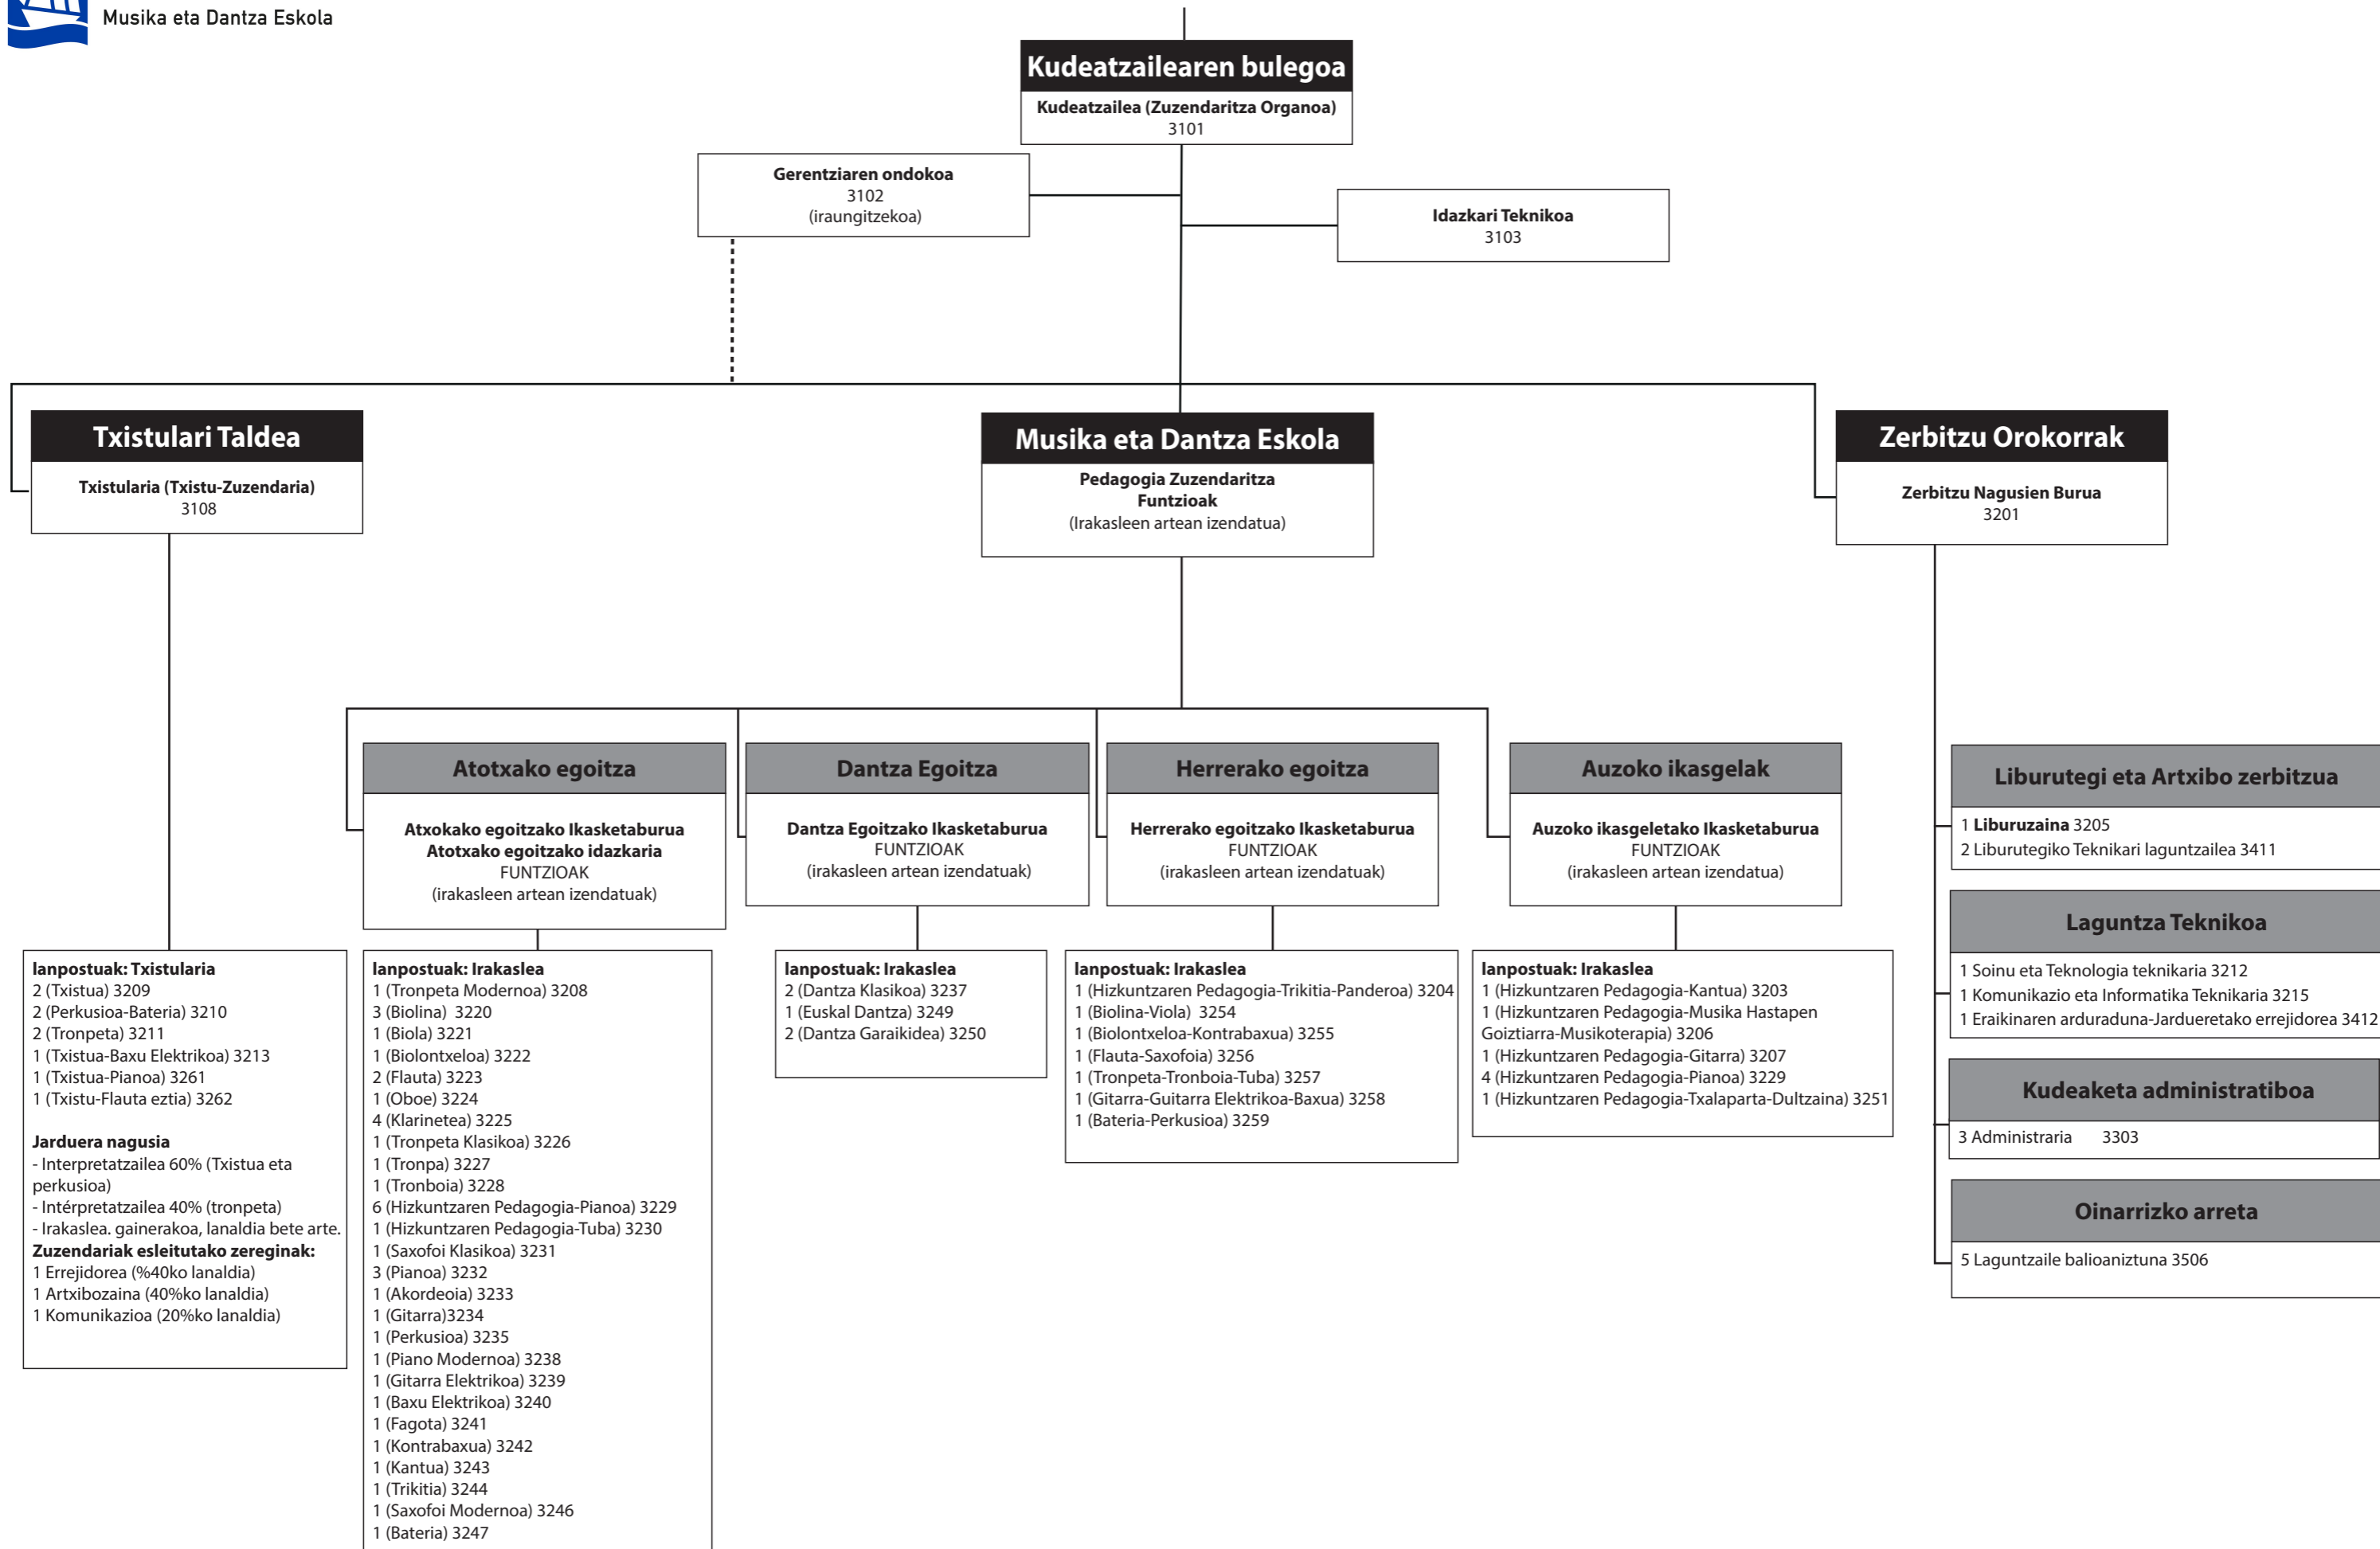 Musika eta Dantza Eskola
Kudeatzailearen bulegoa
Kudeatzailea (Zuzendaritza Organoa)
3101
Gerentziaren ondokoa
3102
(iraungitzekoa)
Idazkari Teknikoa
3103
Txistulari Taldea
Txistularia (Txistu-Zuzendaria)
3108
Musika eta Dantza Eskola
Pedagogia Zuzendaritza
Funtzioak
(Irakasleen artean izendatua)
Zerbitzu Orokorrak
Zerbitzu Nagusien Burua
3201
Atotxako egoitza
Atxokako egoitzako Ikasketaburua
Atotxako egoitzako idazkaria
FUNTZIOAK
(irakasleen artean izendatuak)
Dantza Egoitza
Dantza Egoitzako Ikasketaburua
FUNTZIOAK
(irakasleen artean izendatuak)
Herrerako egoitza
Herrerako egoitzako Ikasketaburua
FUNTZIOAK
(irakasleen artean izendatuak)
Auzoko ikasgelak
Auzoko ikasgeletako Ikasketaburua
FUNTZIOAK
(irakasleen artean izendatua)
Liburutegi eta Artxibo zerbitzua
1 Liburuzaina 3205
2 Liburutegiko Teknikari laguntzailea 3411
Laguntza Teknikoa
1 Soinu eta Teknologia teknikaria 3212
1 Komunikazio eta Informatika Teknikaria 3215
1 Eraikinaren arduraduna-Jardueretako errejidorea 3412
Kudeaketa administratiboa
3 Administraria 3303
Oinarrizko arreta
5 Laguntzaile balioaniztuna 3506
lanpostuak: Txistularia
2 (Txistua) 3209
2 (Perkusioa-Bateria) 3210
2 (Tronpeta) 3211
1 (Txistua-Baxu Elektrikoa) 3213
1 (Txistua-Pianoa) 3261
1 (Txistu-Flauta eztia) 3262
Jarduera nagusia
- Interpretatzailea 60% (Txistua eta
perkusioa)
- Intérpretatzailea 40% (tronpeta)
- Irakaslea. gainerakoa, lanaldia bete arte.
Zuzendariak esleitutako zereginak:
1 Errejidorea (%40ko lanaldia)
1 Artxibozaina (40%ko lanaldia)
1 Komunikazioa (20%ko lanaldia)
lanpostuak: Irakaslea
1 (Tronpeta Modernoa) 3208
3 (Biolina) 3220
1 (Biola) 3221
1 (Biolontxeloa) 3222
2 (Flauta) 3223
1 (Oboe) 3224
4 (Klarinetea) 3225
1 (Tronpeta Klasikoa) 3226
1 (Tronpa) 3227
1 (Tronboia) 3228
6 (Hizkuntzaren Pedagogia-Pianoa) 3229
1 (Hizkuntzaren Pedagogia-Tuba) 3230
1 (Saxofoi Klasikoa) 3231
3 (Pianoa) 3232
1 (Akordeoia) 3233
1 (Gitarra)3234
1 (Perkusioa) 3235
1 (Piano Modernoa) 3238
1 (Gitarra Elektrikoa) 3239
1 (Baxu Elektrikoa) 3240
1 (Fagota) 3241
1 (Kontrabaxua) 3242
1 (Kantua) 3243
1 (Trikitia) 3244
1 (Saxofoi Modernoa) 3246
1 (Bateria) 3247
lanpostuak: Irakaslea
2 (Dantza Klasikoa) 3237
1 (Euskal Dantza) 3249
2 (Dantza Garaikidea) 3250
lanpostuak: Irakaslea
1 (Hizkuntzaren Pedagogia-Trikitia-Panderoa) 3204
1 (Biolina-Viola) 3254
1 (Biolontxeloa-Kontrabaxua) 3255
1 (Flauta-Saxofoia) 3256
1 (Tronpeta-Tronboia-Tuba) 3257
1 (Gitarra-Guitarra Elektrikoa-Baxua) 3258
1 (Bateria-Perkusioa) 3259
lanpostuak: Irakaslea
1 (Hizkuntzaren Pedagogia-Kantua) 3203
1 (Hizkuntzaren Pedagogia-Musika Hastapen
Goiztiarra-Musikoterapia) 3206
1 (Hizkuntzaren Pedagogia-Gitarra) 3207
4 (Hizkuntzaren Pedagogia-Pianoa) 3229
1 (Hizkuntzaren Pedagogia-Txalaparta-Dultzaina) 3251